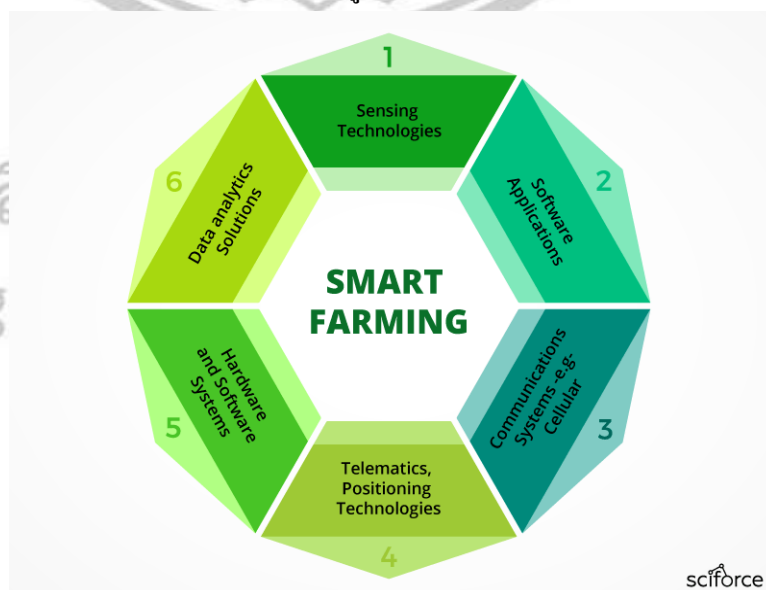 1
Sensing
Technologies
2
Software
Applications
3
Communications
Systems -e.g-
Cellular
4
Telematics,
Positioning
Technologies
5
Hardware
and Software
Systems
6
Data analytics
Solutions
SMART
FARMING
sciforce